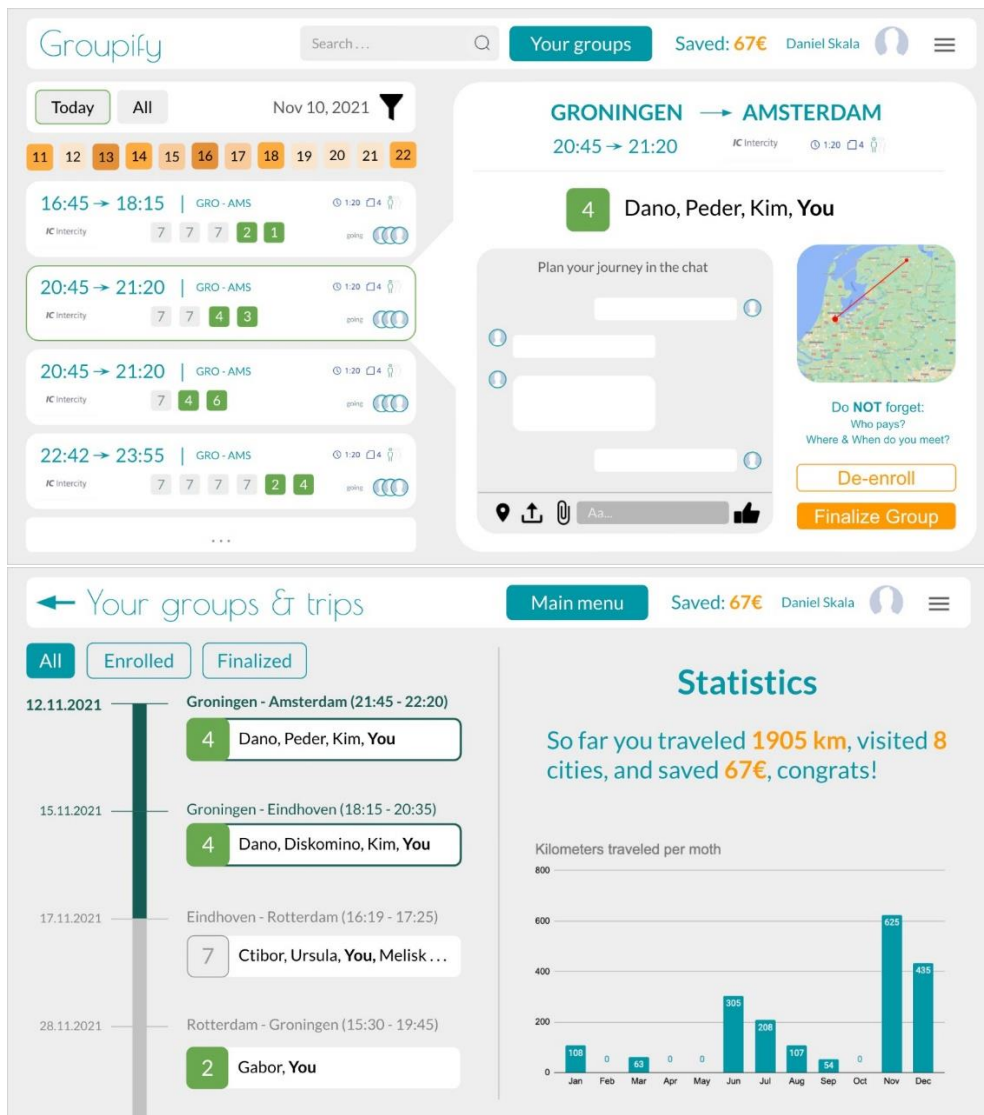 Groupify
Search ...
Your groups
Saved: 67€
Daniel Skala
Today
All
Nov 10, 2021
11 12 13 14 15 16 17 18 19 20 21 22
16:45 → 18:15 | GRO - AMS
1:20 4
IC Intercity
7 7 7 2 1
going
20:45 → 21:20 | GRO - AMS
1:20 4
IC Intercity
7 7 4 3
going
20:45 → 21:20 | GRO - AMS
1:20 4
IC Intercity
7 4 6
going
22:42 → 23:55 | GRO - AMS
1:20 4
IC Intercity
7 7 7 7 2 4
going
...
GRONINGEN → AMSTERDAM
20:45 → 21:20
IC Intercity
1:20 4
4 Dano, Peder, Kim, You
Plan your journey in the chat
Aa...
Do NOT forget:
Who pays?
Where & When do you meet?
De-enroll
Finalize Group
← Your groups & trips
Main menu
Saved: 67€
Daniel Skala
All
Enrolled
Finalized
12.11.2021
Groningen - Amsterdam (21:45 - 22:20)
4 Dano, Peder, Kim, You
15.11.2021
Groningen - Eindhoven (18:15 - 20:35)
4 Dano, Diskomino, Kim, You
17.11.2021
Eindhoven - Rotterdam (16:19 - 17:25)
7 Ctibor, Ursula, You, Melisk ...
28.11.2021
Rotterdam - Groningen (15:30 - 19:45)
2 Gabor, You
Statistics
So far you traveled 1905 km, visited 8
cities, and saved 67€, congrats!
Kilometers traveled per moth
800
600
400
200
0
108 0 63 0 0 305 208 107 54 0 625 435
Jan Feb Mar Apr May Jun Jul Aug Sep Oct Nov Dec